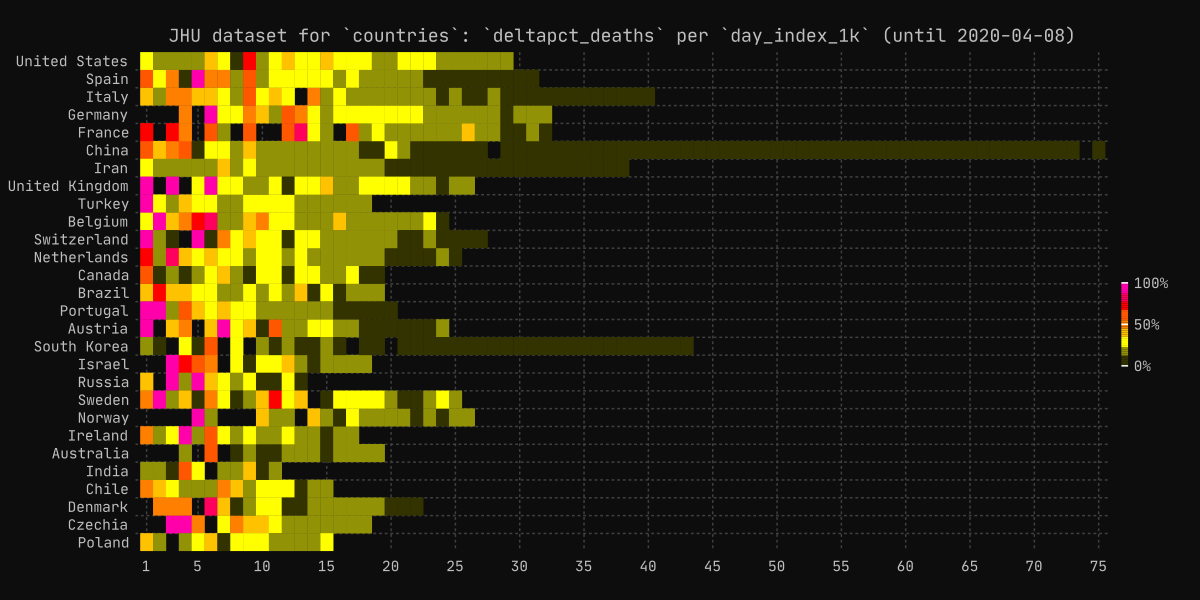 JHU dataset for `countries`: `deltapct_deaths` per `day_index_1k` (until 2020-04-08)
United States
Spain
Italy
Germany
France
China
Iran
United Kingdom
Turkey
Belgium
Switzerland
Netherlands
Canada
Brazil
Portugal
Austria
South Korea
Israel
Russia
Sweden
Norway
Ireland
Australia
India
Chile
Denmark
Czechia
Poland
1 5 10 15 20 25 30 35 40 45 50 55 60 65 70 75
100%
50%
0%